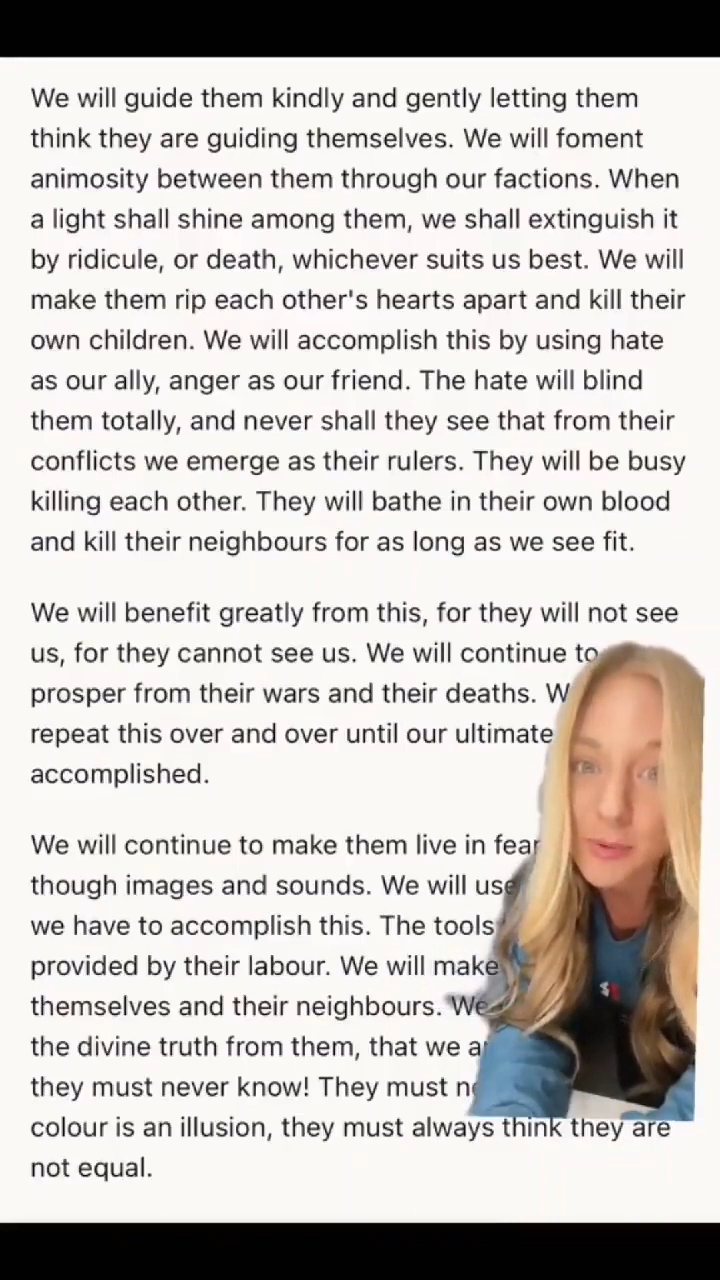 We will guide them kindly and gently letting them
think they are guiding themselves. We will foment
animosity between them through our factions. When
a light shall shine among them, we shall extinguish it
by ridicule, or death, whichever suits us best. We will
make them rip each other's hearts apart and kill their
own children. We will accomplish this by using hate
as our ally, anger as our friend. The hate will blind
them totally, and never shall they see that from their
conflicts we emerge as their rulers. They will be busy
killing each other. They will bathe in their own blood
and kill their neighbours for as long as we see fit.
We will benefit greatly from this, for they will not see
us, for they cannot see us. We will continue to
prosper from their wars and their deaths.
repeat this over and over until our ultimate
accomplished.
We will continue to make them live in fear
though images and sounds. We will use
we have to accomplish this. The tools
provided by their labour. We will make
themselves and their neighbours. We
the divine truth from them, that we
they must never know! They must
colour is an illusion, they must always think they are
not equal.